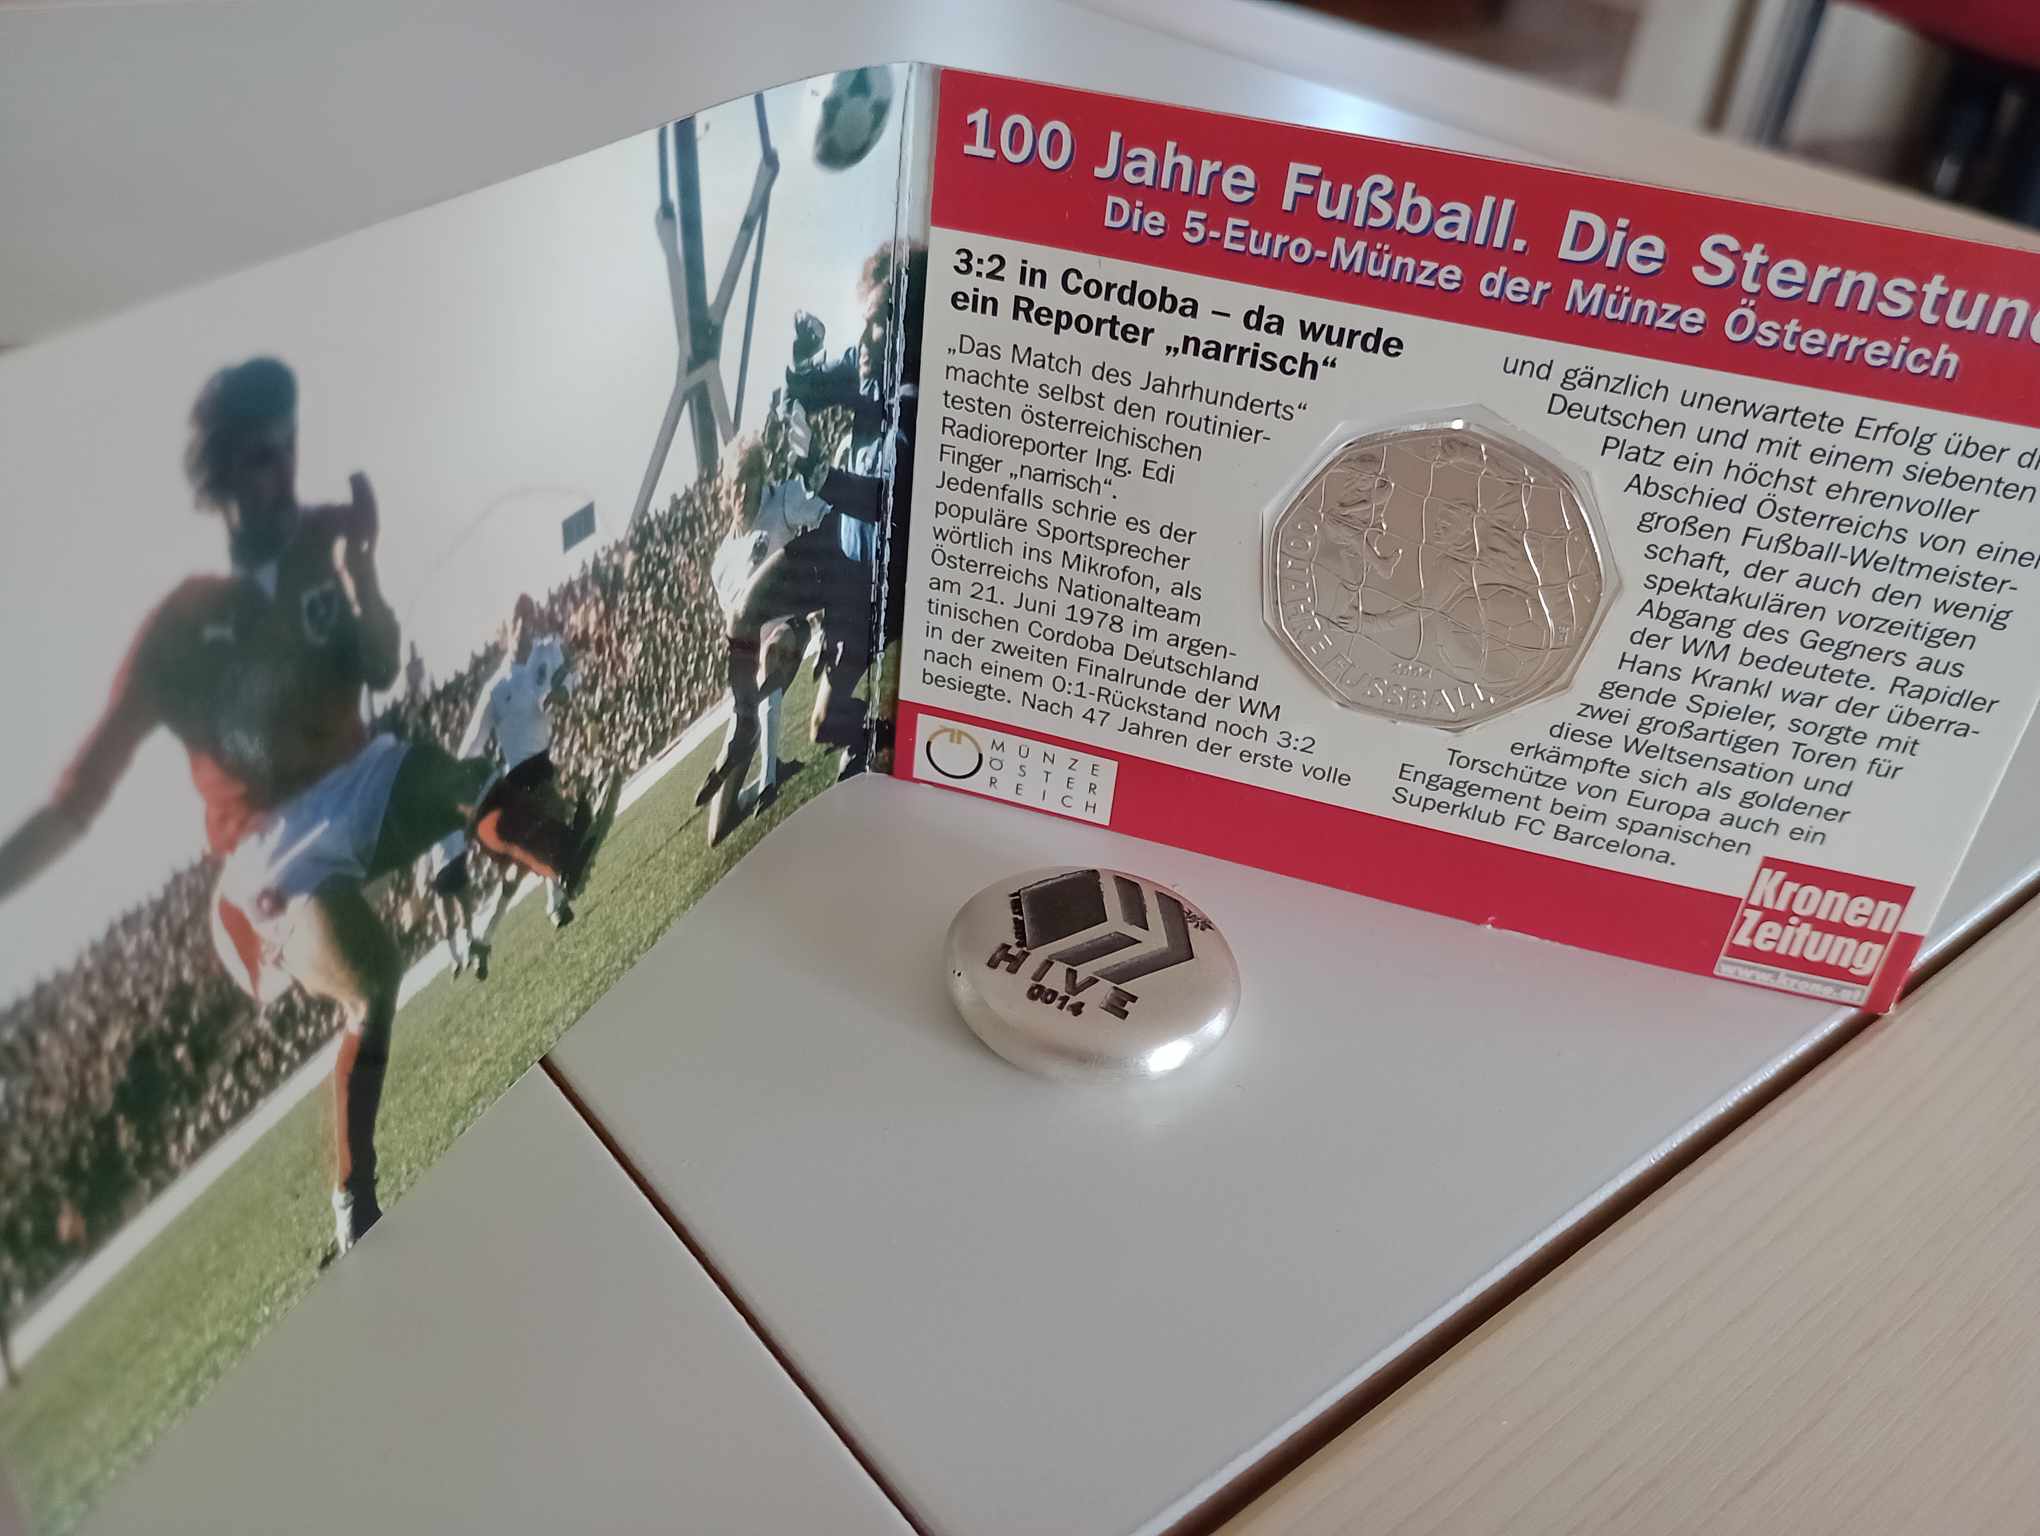 100 Jahre Fußball. Die Sternstun
Die 5-Euro-Münze der Münze Österreich
3:2 in Cordoba – da wurde
ein Reporter „narrisch“
„Das Match des Jahrhunderts“
machte selbst den routinier-
testen österreichischen
Radioreporter Ing. Edi
Finger „narrisch“.
Jedenfalls schrie es der
populäre Sportsprecher
wörtlich ins Mikrofon, als
Österreichs Nationalteam
am 21. Juni 1978 im argen-
tinischen Cordoba Deutschland
in der zweiten Finalrunde der WM
nach einem 0:1-Rückstand noch 3:2
besiegte. Nach 47 Jahren der erste volle
und gänzlich unerwartete Erfolg über di
Deutschen und mit einem siebenten
Platz ein höchst ehrenvoller
Abschied Österreichs von einer
großen Fußball-Weltmeister-
schaft, der auch den wenig
spektakulären vorzeitigen
Abgang des Gegners aus
der WM bedeutete. Rapidler
Hans Krankl war der überra-
gende Spieler, sorgte mit
zwei großartigen Toren für
diese Weltsensation und
erkämpfte sich als goldener
Torschütze von Europa auch ein
Engagement beim spanischen
Superklub FC Barcelona.
100 JAHRE FUSSBALL
2004
MÜNZE
ÖSTER
REICH
Kronen
Zeitung
www.krone.at
HIVE
0014